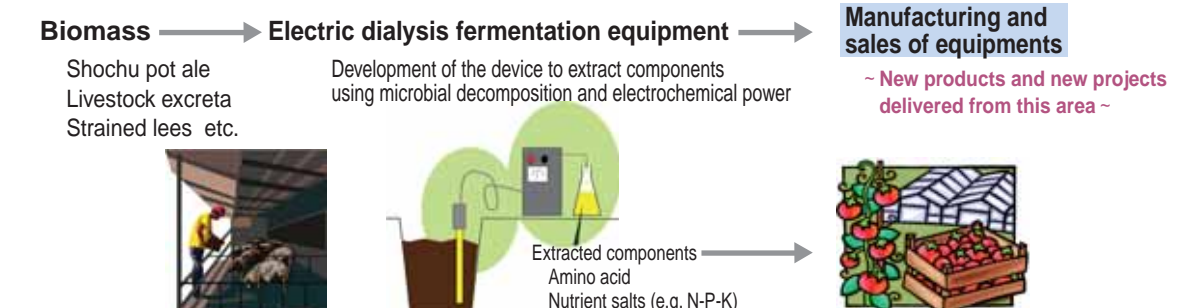 Biomass
Electric dialysis fermentation equipment
Manufacturing and
sales of equipments
Shochu pot ale
Livestock excreta
Strained lees etc.
Development of the device to extract components
using microbial decomposition and electrochemical power
~ New products and new projects
delivered from this area ~
Extracted components
Amino acid
Nutrient salts (e.g. N-P-K)